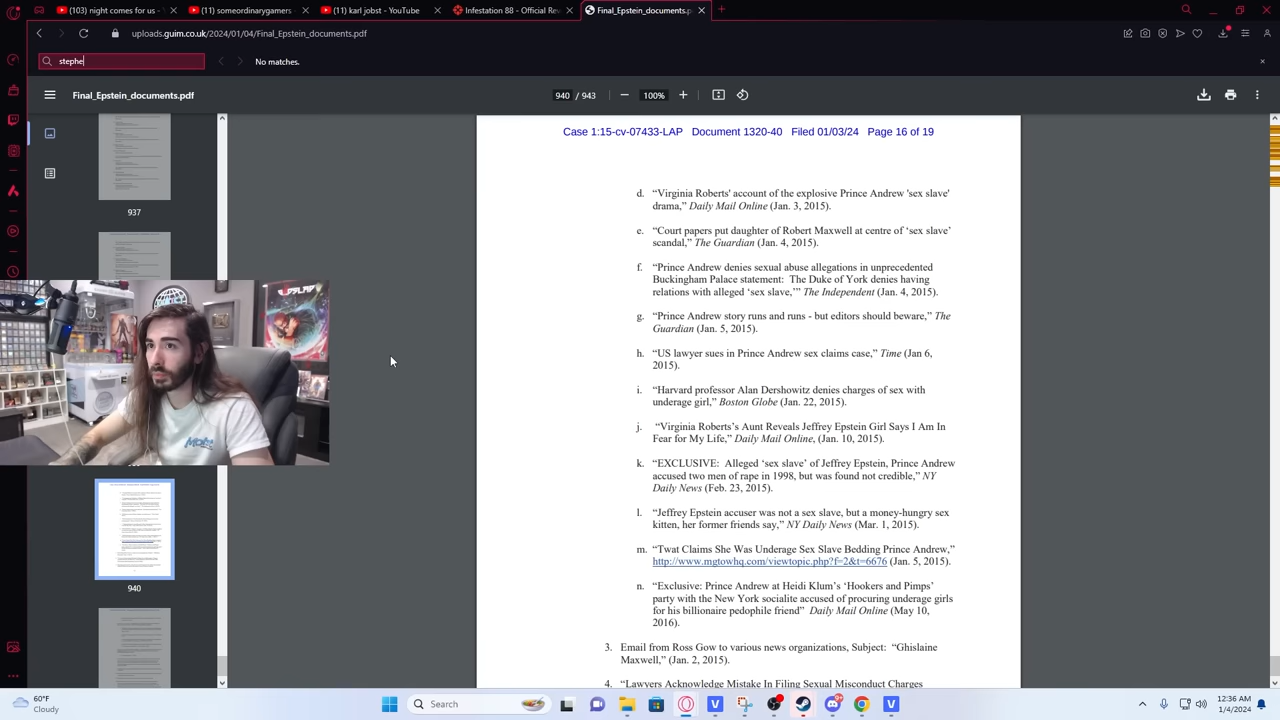 (103) night comes for us -
(11) someordinarygamers
(11) karl jobst - YouTube
Infestation 88 - Official Re
Final_Epstein_documents.p
uploads.guim.co.uk/2024/01/04/Final_Epstein_documents.pdf
stephe
No matches.
Final_Epstein_documents.pdf
940 / 943
100%
Case 1:15-cv-07433-LAP Document 1320-40 Filed 01/03/24 Page 16 of 19
d. “Virginia Roberts' account of the explosive Prince Andrew 'sex slave'
drama,” Daily Mail Online (Jan. 3, 2015).
e. “Court papers put daughter of Robert Maxwell at centre of ‘sex slave’
scandal,” The Guardian (Jan. 4, 2015).
f. “Prince Andrew denies sexual abuse allegations in unprecedented
Buckingham Palace statement: The Duke of York denies having
relations with alleged ‘sex slave,’” The Independent (Jan. 4, 2015).
g. “Prince Andrew story runs and runs - but editors should beware,” The
Guardian (Jan. 5, 2015).
h. “US lawyer sues in Prince Andrew sex claims case,” Time (Jan 6,
2015).
i. “Harvard professor Alan Dershowitz denies charges of sex with
underage girl,” Boston Globe (Jan. 22, 2015).
j. “Virginia Roberts’s Aunt Reveals Jeffrey Epstein Girl Says I Am In
Fear for My Life,” Daily Mail Online, (Jan. 10, 2015).
k. “EXCLUSIVE: Alleged ‘sex slave’ of Jeffrey Epstein, Prince Andrew
accused two men of rape in 1998, but was found not credible,” NY
Daily News (Feb. 23, 2015).
l. “Jeffrey Epstein accuser was not a sex slave, but a money-hungry sex
kitten, her former friends say,” NY Daily News (Mar. 1, 2015).
m. “Twat Claims She Was Underage Sex Slave Bedding Prince Andrew,”
http://www.mgtowhq.com/viewtopic.php?f=2&t=6676 (Jan. 5, 2015).
n. “Exclusive: Prince Andrew at Heidi Klum’s ‘Hookers and Pimps’
party with the New York socialite accused of procuring underage girls
for his billionaire pedophile friend” Daily Mail Online (May 10,
2016).
3. Email from Ross Gow to various news organizations, Subject: “Ghislaine
Maxwell,” (Jan. 2, 2015).
4. “Lawyers Acknowledge Mistake In Filing Sexual Misconduct Charges
937
940
60°F
Cloudy
Search
12:36 AM
1/4/2024